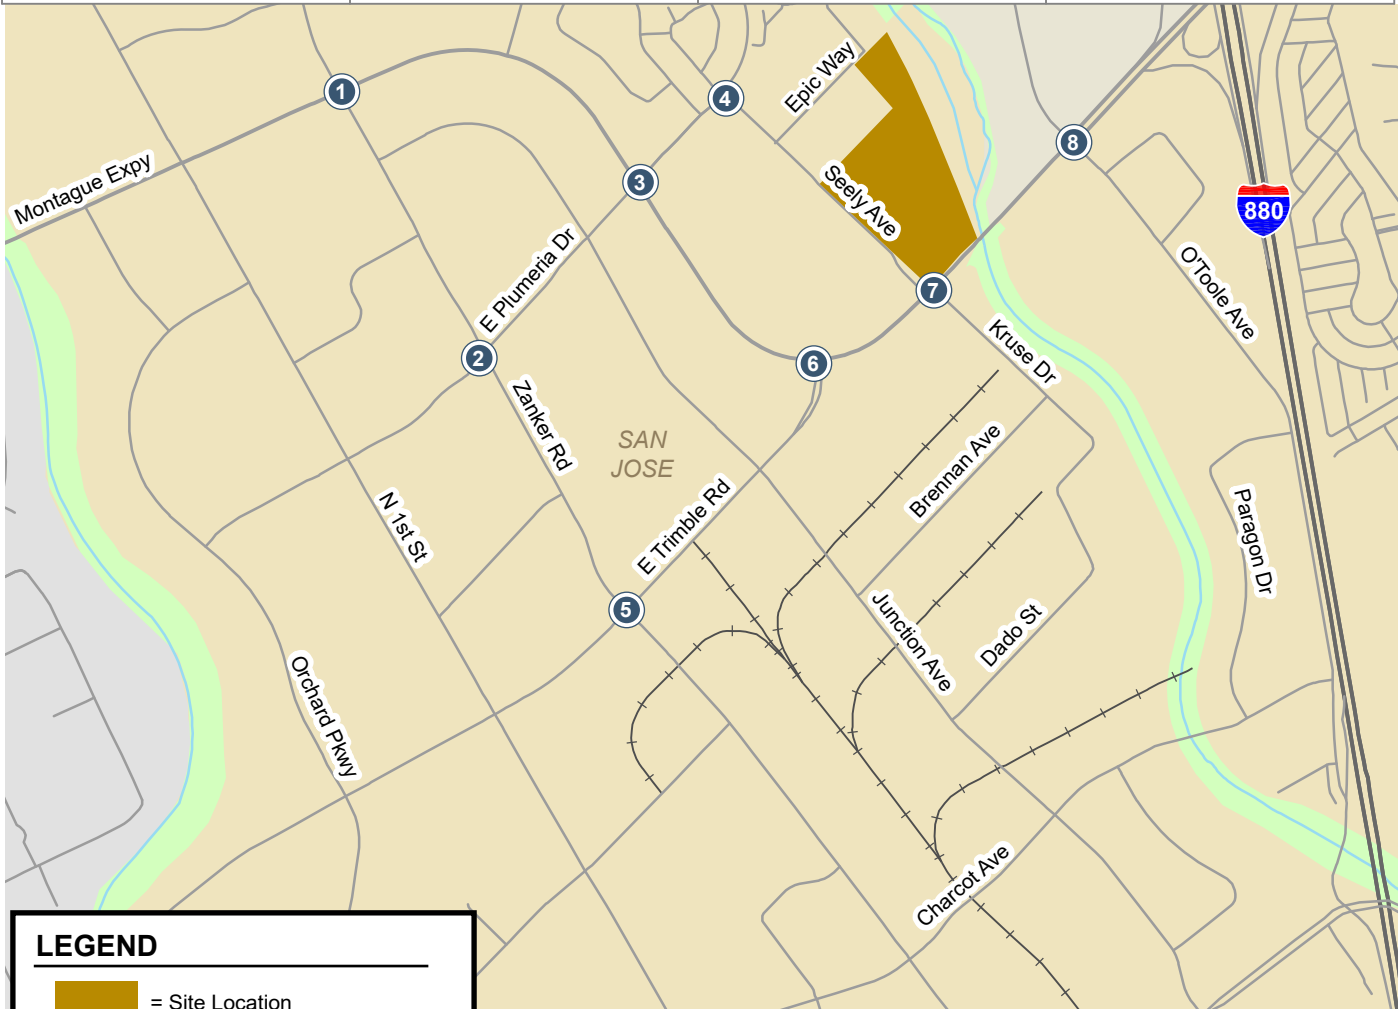 Epic Way
1
4
8
Montague Expy
3
Seely Ave
880
E Plumeria Dr
O'Toole Ave
7
Kruse Dr
2
6
Zanker Rd
SAN
JOSE
Brennan Ave
E Trimble Rd
N 1st St
Paragon Dr
5
Junction Ave
Dado St
Orchard Pkwy
Charcot Ave
LEGEND
= Site Location